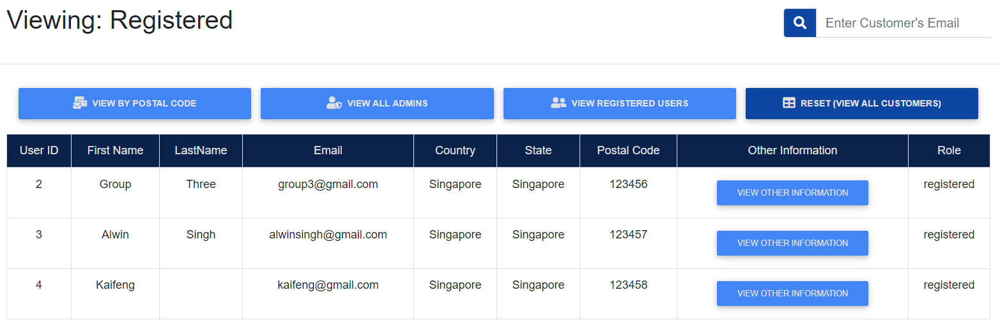 Viewing: Registered
Enter Customer's Email
VIEW BY POSTAL CODE VIEW ALL ADMINS VIEW REGISTERED USERS RESET (VIEW ALL CUSTOMERS)
User ID First Name LastName Email Country State Postal Code Other Information Role
2 Group Three group3@gmail.com Singapore Singapore 123456 VIEW OTHER INFORMATION registered
3 Alwin Singh alwinsingh@gmail.com Singapore Singapore 123457 VIEW OTHER INFORMATION registered
4 Kaifeng kaifeng@gmail.com Singapore Singapore 123458 VIEW OTHER INFORMATION registered